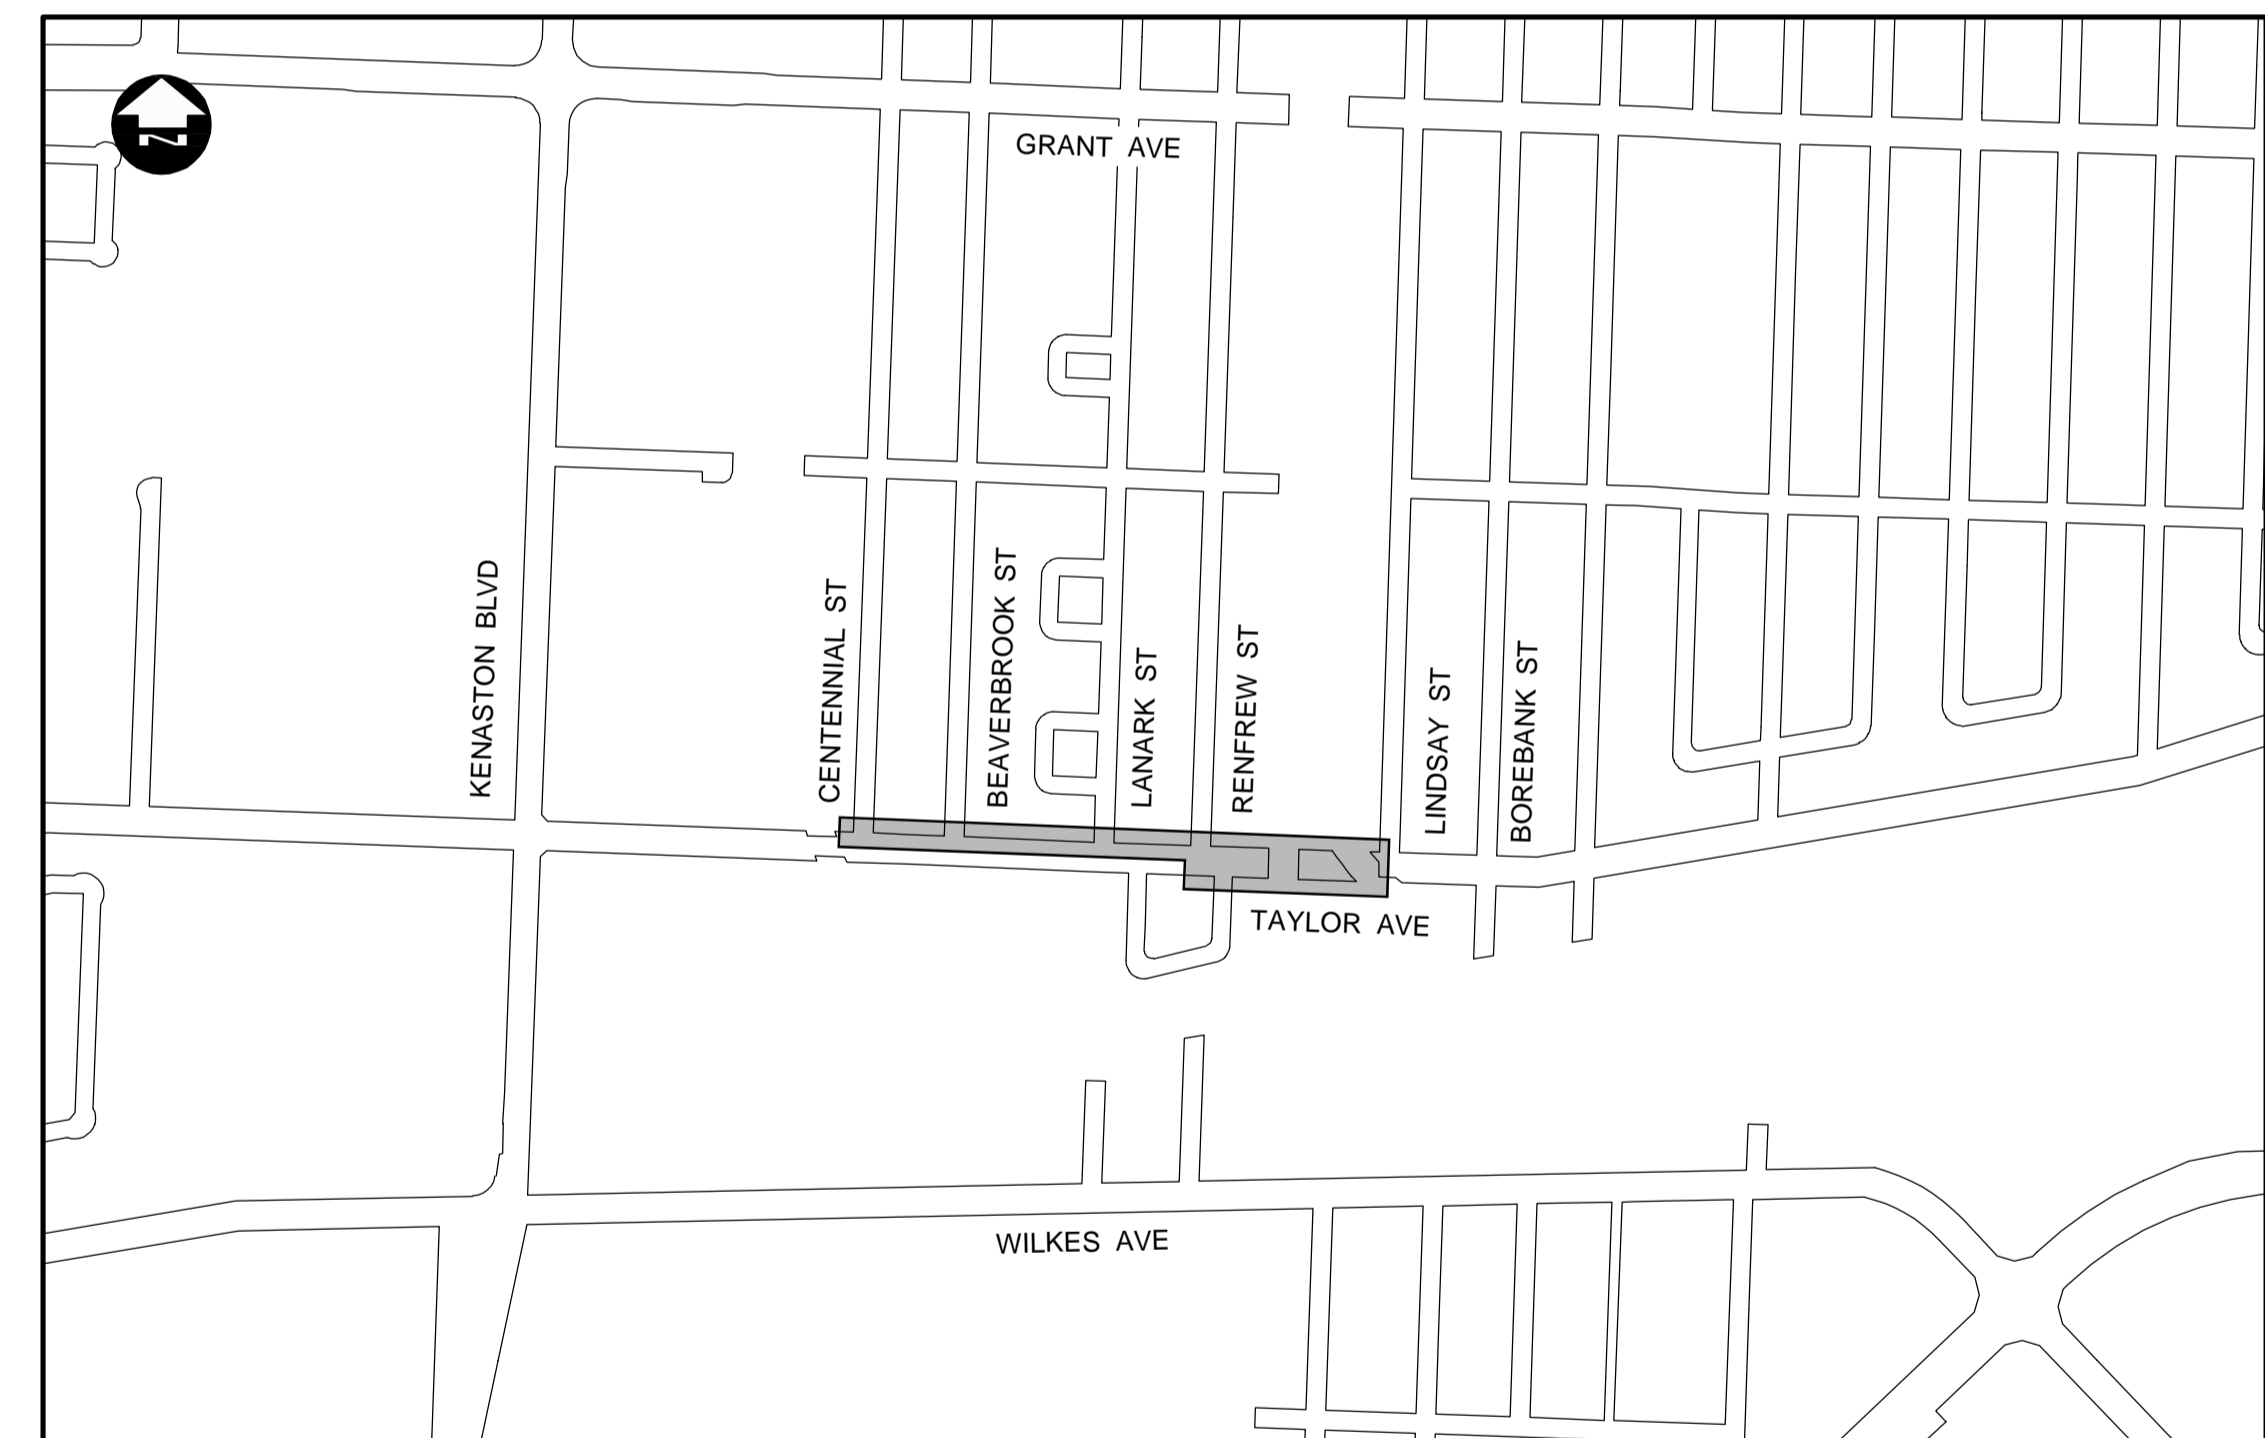 N
GRANT AVE
KENASTON BLVD
CENTENNIAL ST
BEAVERBROOK ST
LANARK ST
RENFREW ST
LINDSAY ST
BOREBANK ST
TAYLOR AVE
WILKES AVE